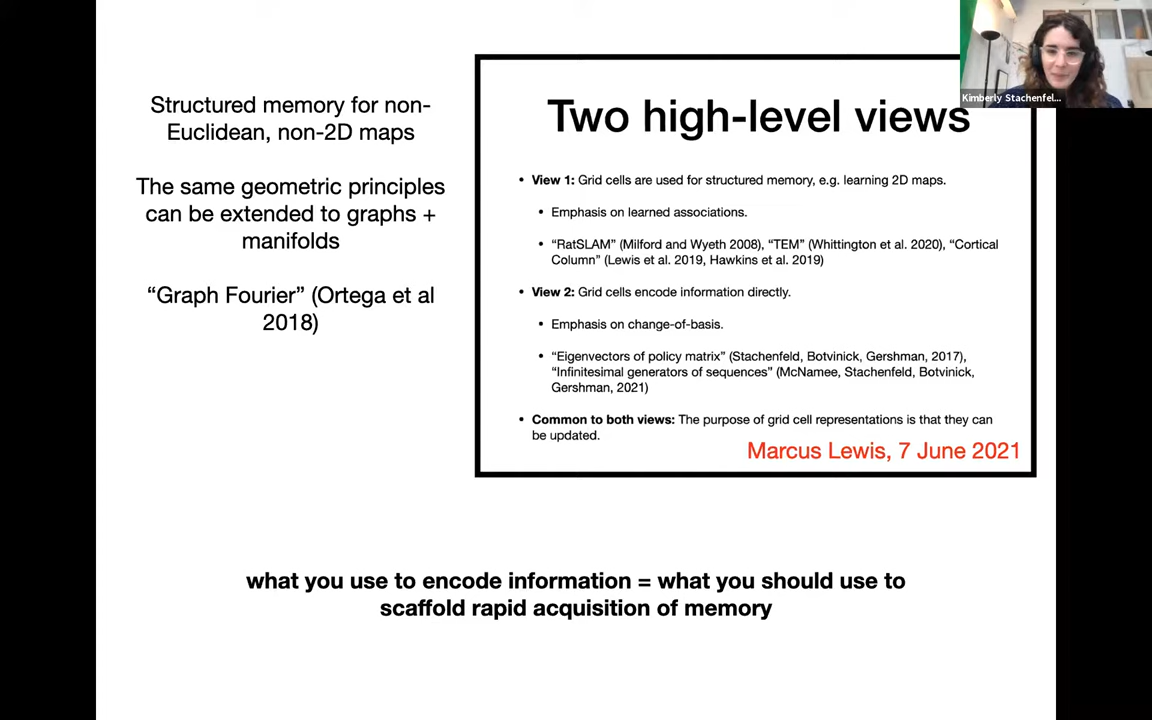 Structured memory for non-
Euclidean, non-2D maps
The same geometric principles
can be extended to graphs +
manifolds
“Graph Fourier” (Ortega et al
2018)
Kimberly Stachenfel...
Two high-level views
• View 1: Grid cells are used for structured memory, e.g. learning 2D maps.
• Emphasis on learned associations.
• “RatSLAM” (Milford and Wyeth 2008), “TEM” (Whittington et al. 2020), “Cortical
Column” (Lewis et al. 2019, Hawkins et al. 2019)
• View 2: Grid cells encode information directly.
• Emphasis on change-of-basis.
• “Eigenvectors of policy matrix” (Stachenfeld, Botvinick, Gershman, 2017),
“Infinitesimal generators of sequences” (McNamee, Stachenfeld, Botvinick,
Gershman, 2021)
• Common to both views: The purpose of grid cell representations is that they can
be updated.
Marcus Lewis, 7 June 2021
what you use to encode information = what you should use to
scaffold rapid acquisition of memory